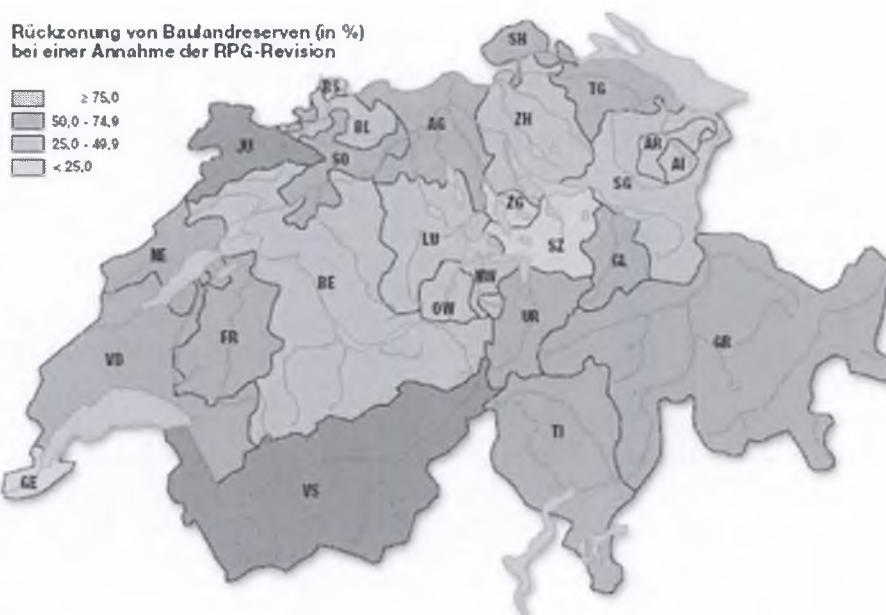 Rückzonung von Baulandreserven (in %)
bei einer Annahme der RPG-Revision
≥ 75,0
50,0 - 74,9
25,0 - 49,9
< 25,0
SH
BS
TG
BL
AG
ZH
JU
SO
AR
AI
SG
ZG
LU
SZ
NE
GL
BE
NW
OW
UR
FR
GR
VD
TI
GE
VS